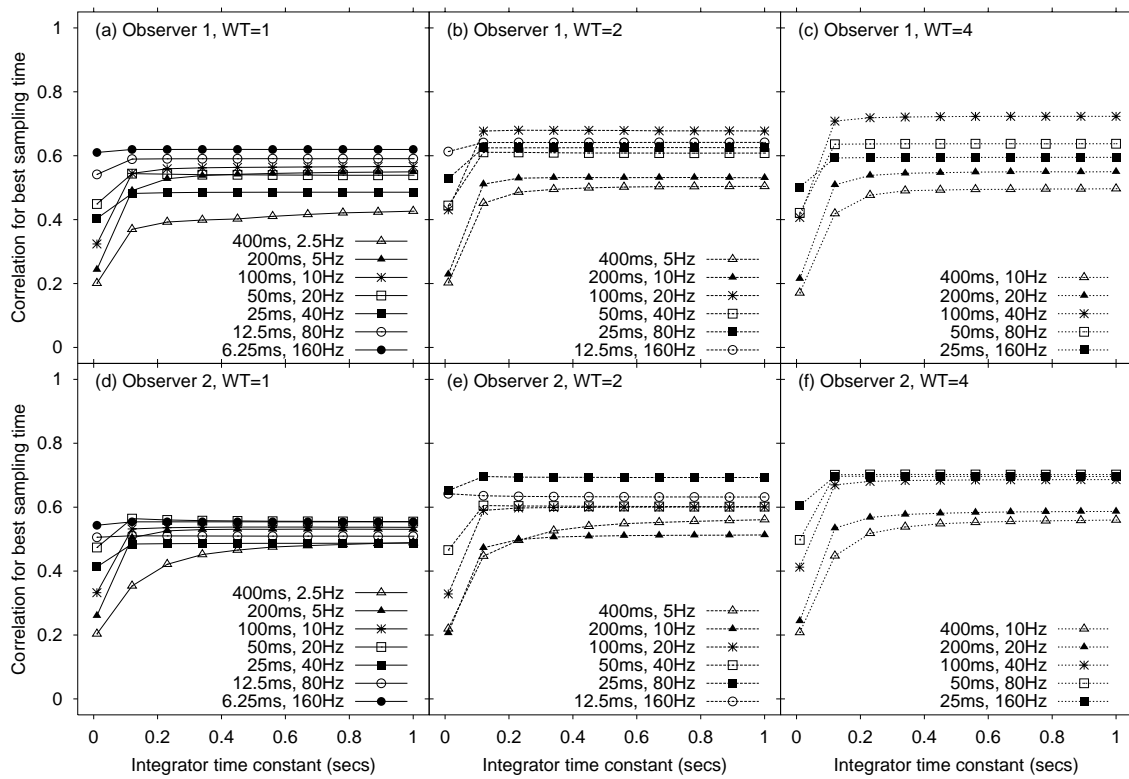 (a) Observer 1, WT=1
(b) Observer 1, WT=2
(c) Observer 1, WT=4
Correlation for best sampling time
1
0.8
0.6
0.4
0.2
0
400ms, 2.5Hz
200ms, 5Hz
100ms, 10Hz
50ms, 20Hz
25ms, 40Hz
12.5ms, 80Hz
6.25ms, 160Hz
400ms, 5Hz
200ms, 10Hz
100ms, 20Hz
50ms, 40Hz
25ms, 80Hz
12.5ms, 160Hz
400ms, 10Hz
200ms, 20Hz
100ms, 40Hz
50ms, 80Hz
25ms, 160Hz
(d) Observer 2, WT=1
(e) Observer 2, WT=2
(f) Observer 2, WT=4
Correlation for best sampling time
1
0.8
0.6
0.4
0.2
0
400ms, 2.5Hz
200ms, 5Hz
100ms, 10Hz
50ms, 20Hz
25ms, 40Hz
12.5ms, 80Hz
6.25ms, 160Hz
400ms, 5Hz
200ms, 10Hz
100ms, 20Hz
50ms, 40Hz
25ms, 80Hz
12.5ms, 160Hz
400ms, 10Hz
200ms, 20Hz
100ms, 40Hz
50ms, 80Hz
25ms, 160Hz
0 0.2 0.4 0.6 0.8 1
0 0.2 0.4 0.6 0.8 1
0 0.2 0.4 0.6 0.8 1
Integrator time constant (secs)
Integrator time constant (secs)
Integrator time constant (secs)